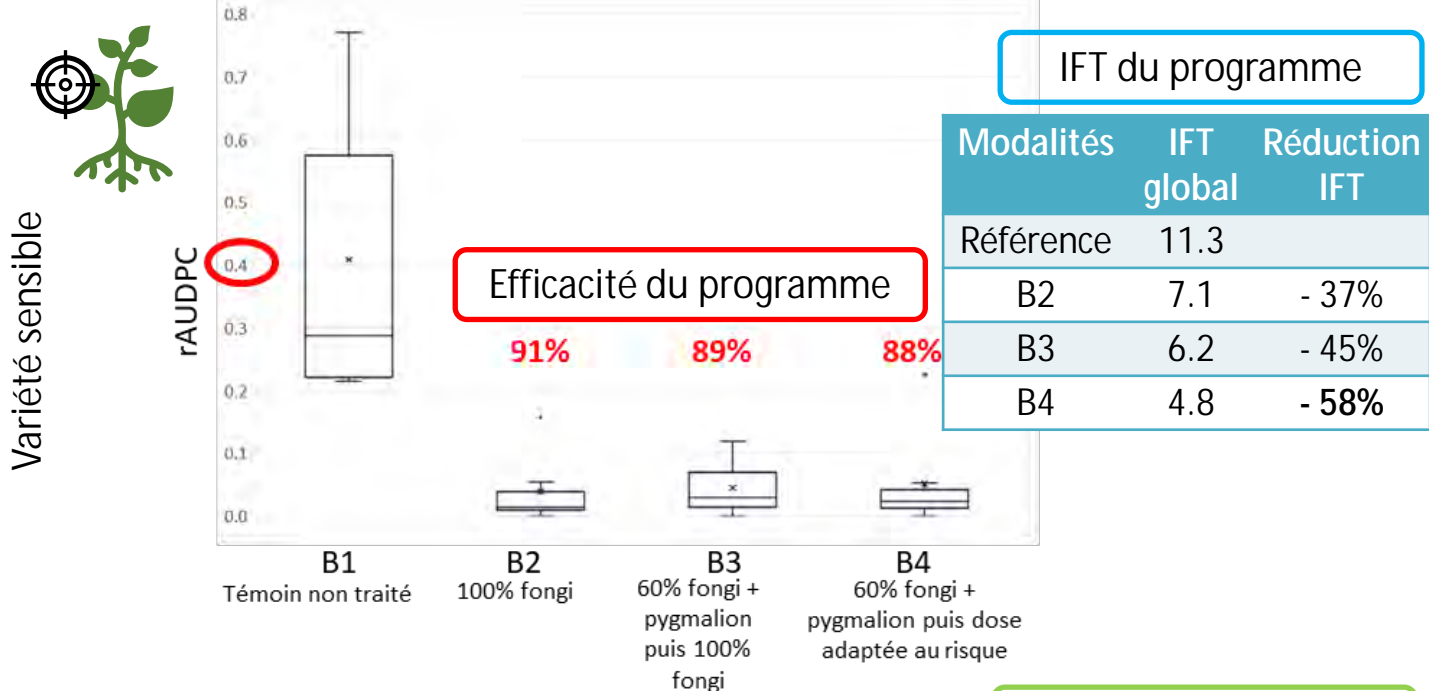 Variété sensible
rAUDPC
0.8
0.7
0.6
0.5
0.4
0.3
0.2
0.1
0.0
Efficacité du programme
91%
89%
88%
B1
Témoin non traité
B2
100% fongi
B3
60% fongi +
pygmalion
puis 100%
fongi
B4
60% fongi +
pygmalion puis dose
adaptée au risque
IFT du programme
Modalités IFT global Réduction IFT
Référence 11.3
B2 7.1 - 37%
B3 6.2 - 45%
B4 4.8 - 58%